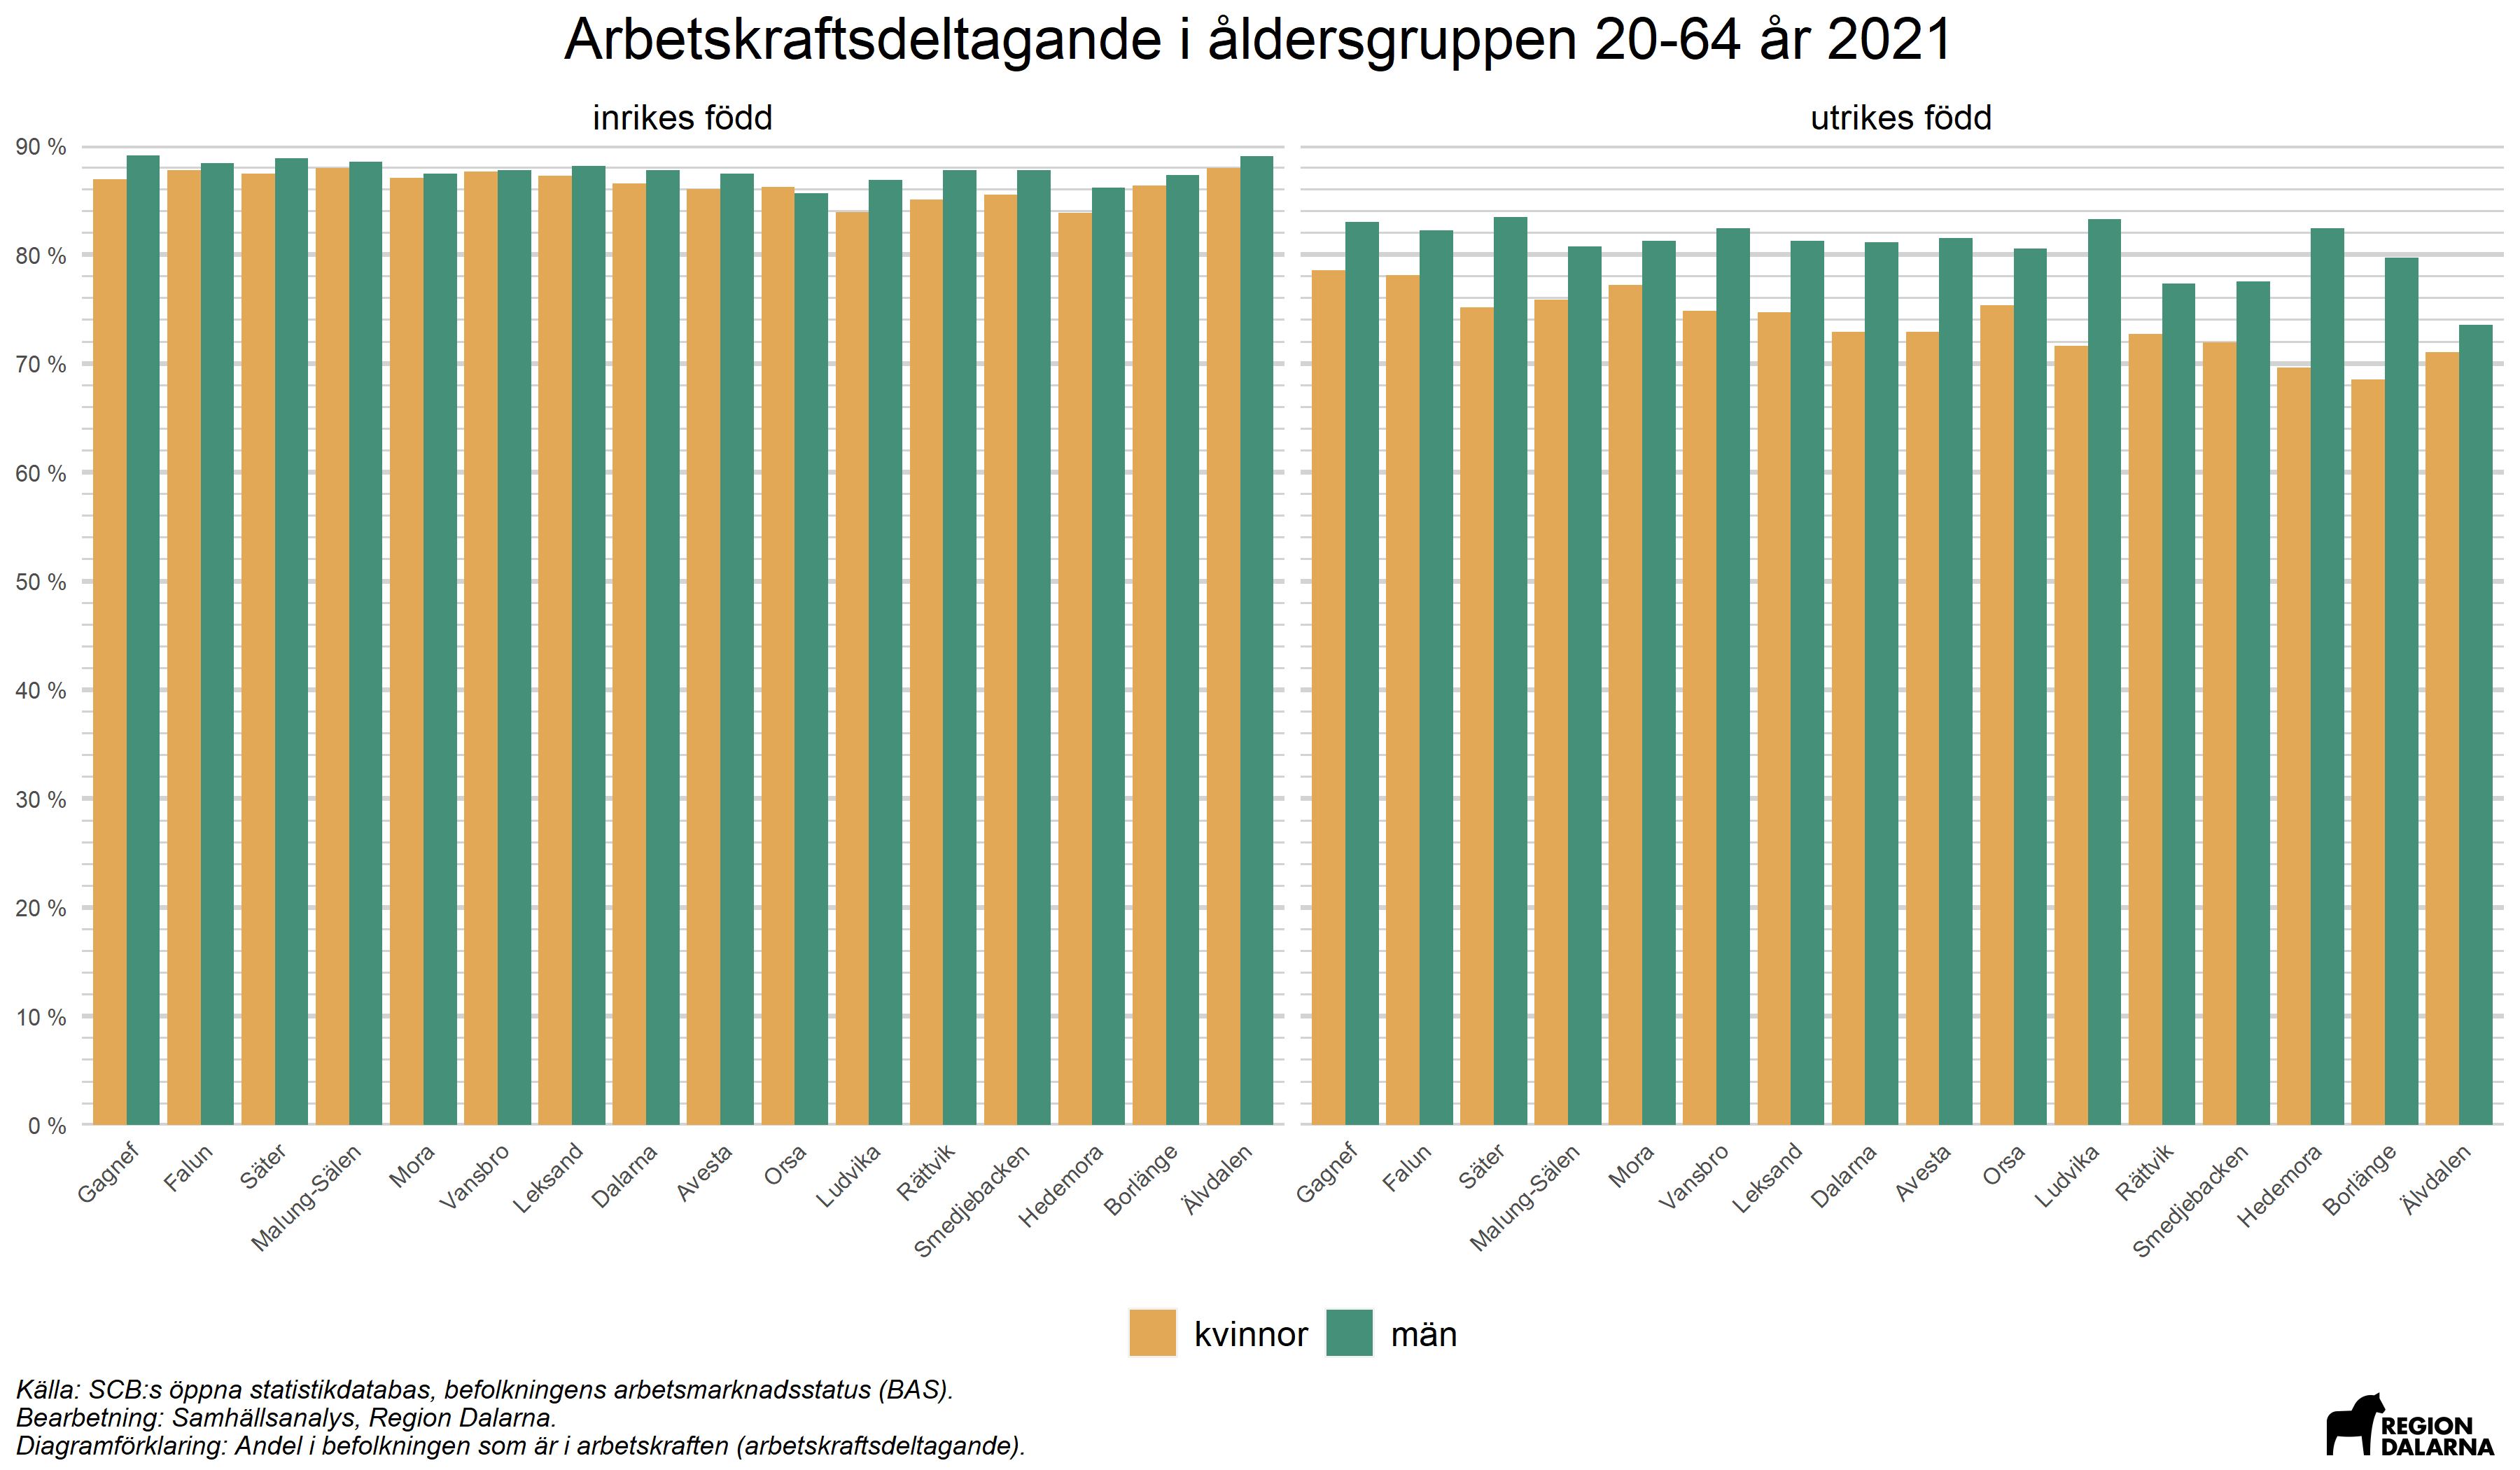 Arbetskraftsdeltagande i åldersgruppen 20-64 år 2021
inrikes född
utrikes född
90 %
80 %
70 %
60 %
50 %
40 %
30 %
20 %
10 %
0 %
Gagnef
Falun
Säter
Malung-Sälen
Mora
Vansbro
Leksand
Dalarna
Avesta
Orsa
Ludvika
Rättvik
Smedjebacken
Hedemora
Borlänge
Älvdalen
Gagnef
Falun
Säter
Malung-Sälen
Mora
Vansbro
Leksand
Dalarna
Avesta
Orsa
Ludvika
Rättvik
Smedjebacken
Hedemora
Borlänge
Älvdalen
kvinnor
män
Källa: SCB:s öppna statistikdatabas, befolkningens arbetsmarknadsstatus (BAS).
Bearbetning: Samhällsanalys, Region Dalarna.
Diagramförklaring: Andel i befolkningen som är i arbetskraften (arbetskraftsdeltagande).
REGION
DALARNA